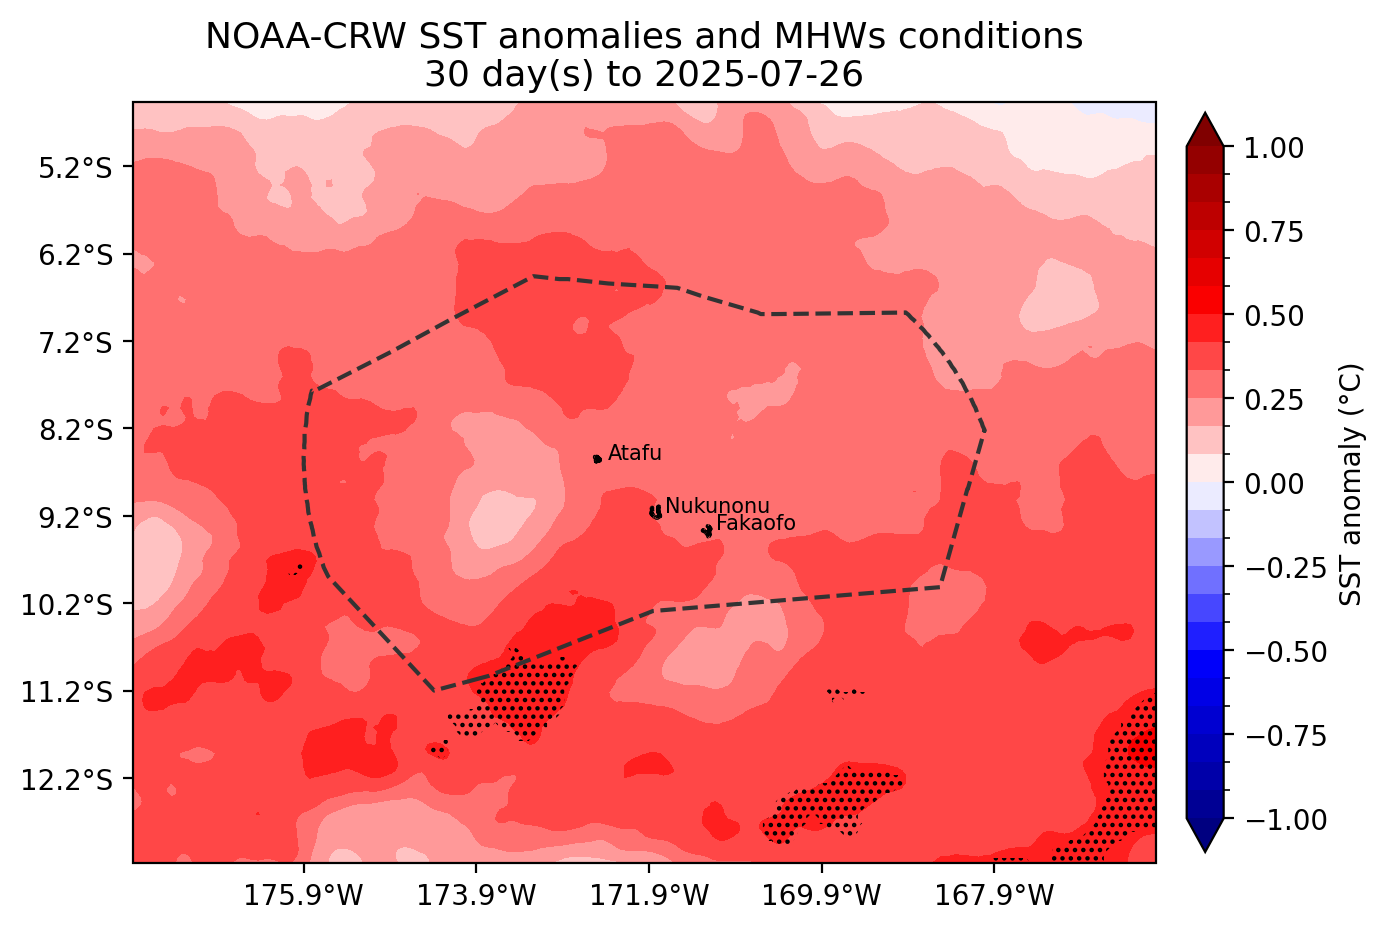 NOAA-CRW SST anomalies and MHWs conditions
30 day(s) to 2025-07-26
5.2°S
6.2°S
7.2°S
8.2°S
9.2°S
10.2°S
11.2°S
12.2°S
Atafu
Nukunonu
Fakaofo
175.9°W
173.9°W
171.9°W
169.9°W
167.9°W
1.00
0.75
0.50
0.25
0.00
−0.25
−0.50
−0.75
−1.00
SST anomaly (°C)